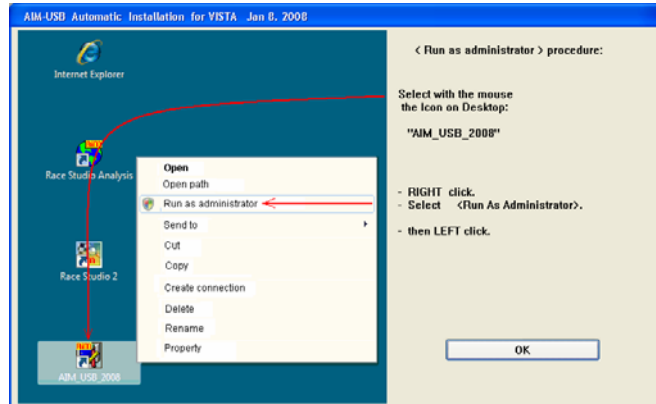 AIM-USB Automatic Installation for VISTA Jan 8, 2008
Internet Explorer
Race Studio Analysis
Race Studio 2
AIM_USB_2008
Open
Open path
Run as administrator
Send to
Cut
Copy
Create connection
Delete
Rename
Property
< Run as administrator > procedure:
Select with the mouse
the Icon on Desktop:
"AIM_USB_2008"
- RIGHT click.
- Select <Run As Administrator>.
- then LEFT click.
OK